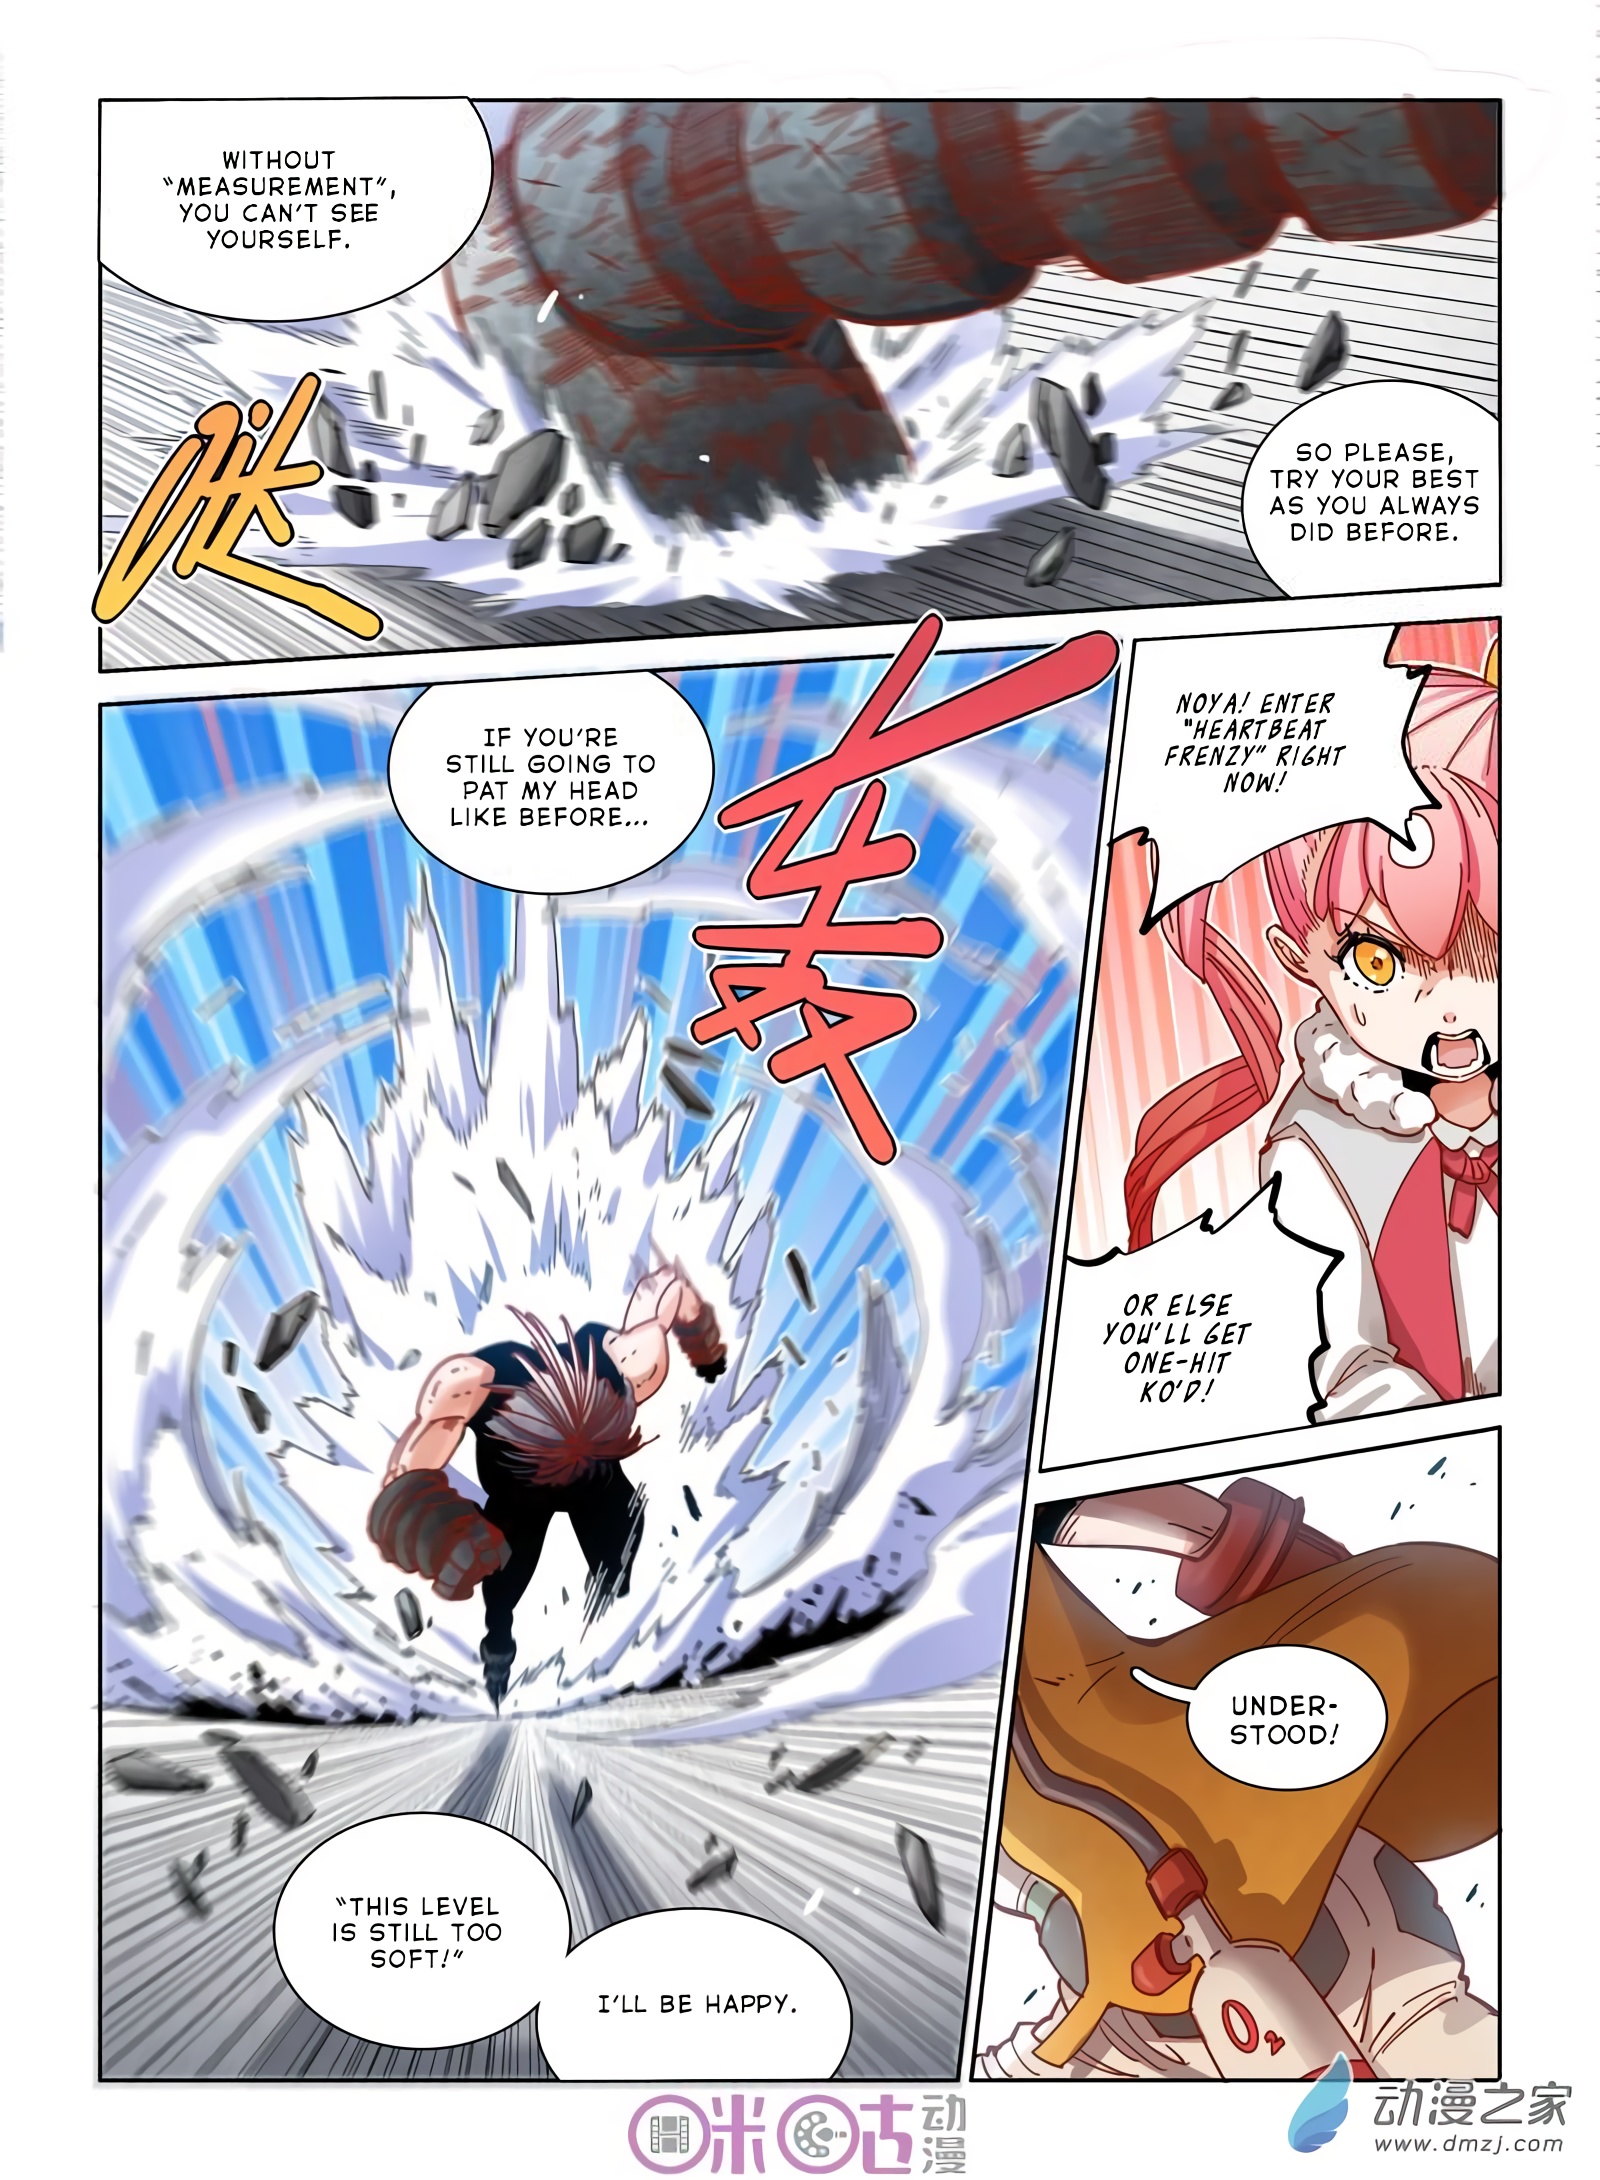 WITHOUT
“MEASUREMENT”,
YOU CAN'T SEE
YOURSELF.
SO PLEASE,
TRY YOUR BEST
AS YOU ALWAYS
DID BEFORE.
IF YOU'RE
STILL GOING TO
PAT MY HEAD
LIKE BEFORE...
轰
NOYA! ENTER
“HEARTBEAT
FRENZY” RIGHT
NOW!
OR ELSE
YOU'LL GET
ONE-HIT
KO'D!
“THIS LEVEL
IS STILL TOO
SOFT!”
I'LL BE HAPPY.
UNDER-
STOOD!
O2
咪咕
动漫
动漫之家
www.dmzj.com